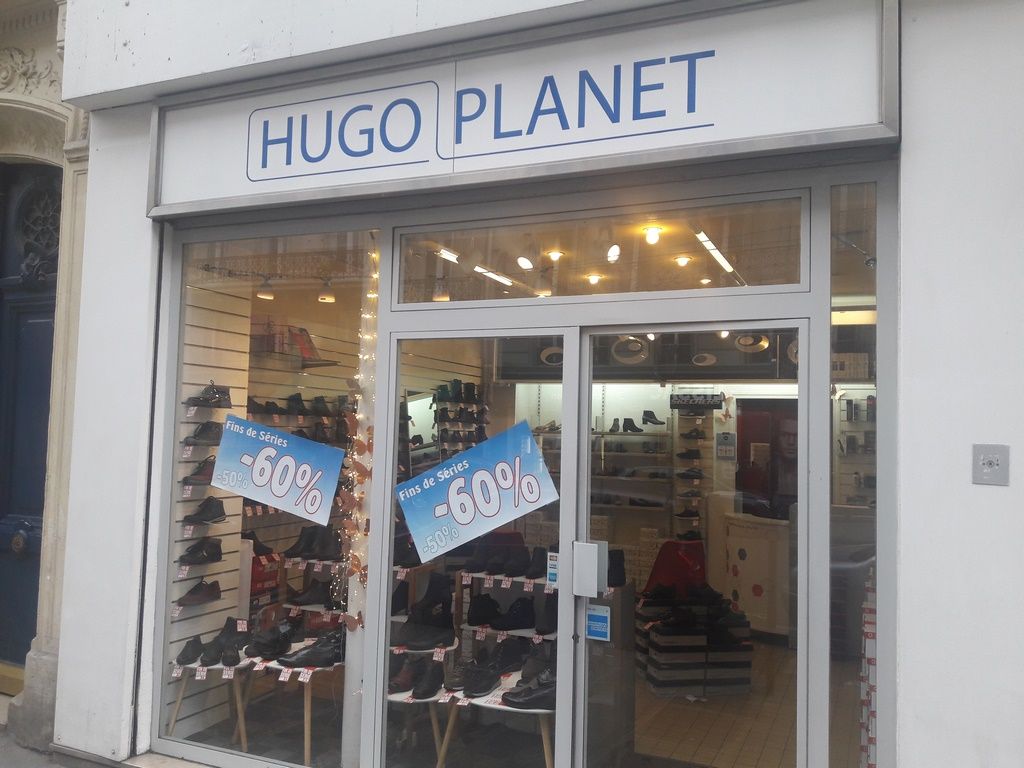 HUGO PLANET
Fins de Séries
-60%
-50%
Fins de Séries
-60%
-50%